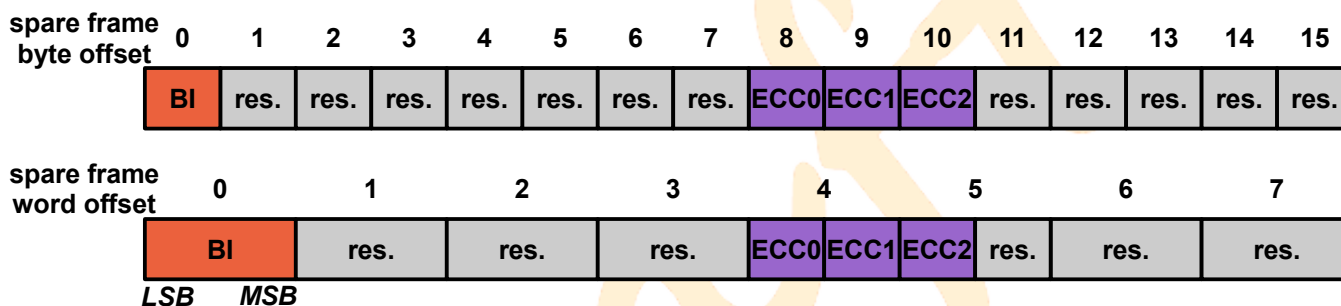 spare frame
byte offset
0 1 2 3 4 5 6 7 8 9 10 11 12 13 14 15
BI res. res. res. res. res. res. res. ECC0 ECC1 ECC2 res. res. res. res. res.
spare frame
word offset
0 1 2 3 4 5 6 7
BI res. res. res. ECC0 ECC1 ECC2 res. res. res.
LSB MSB